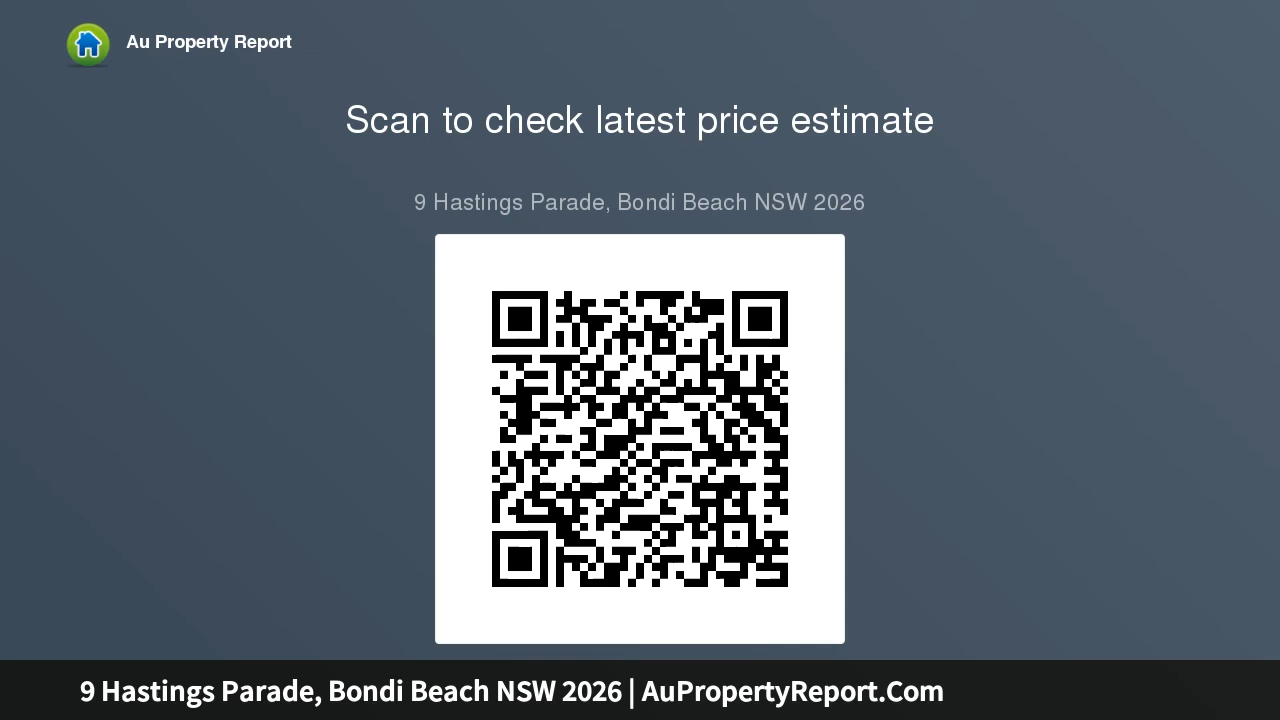 Au Property Report
Scan to check latest price estimate
9 Hastings Parade, Bondi Beach NSW 2026
9 Hastings Parade, Bondi Beach NSW 2026 | AuPropertyReport.Com